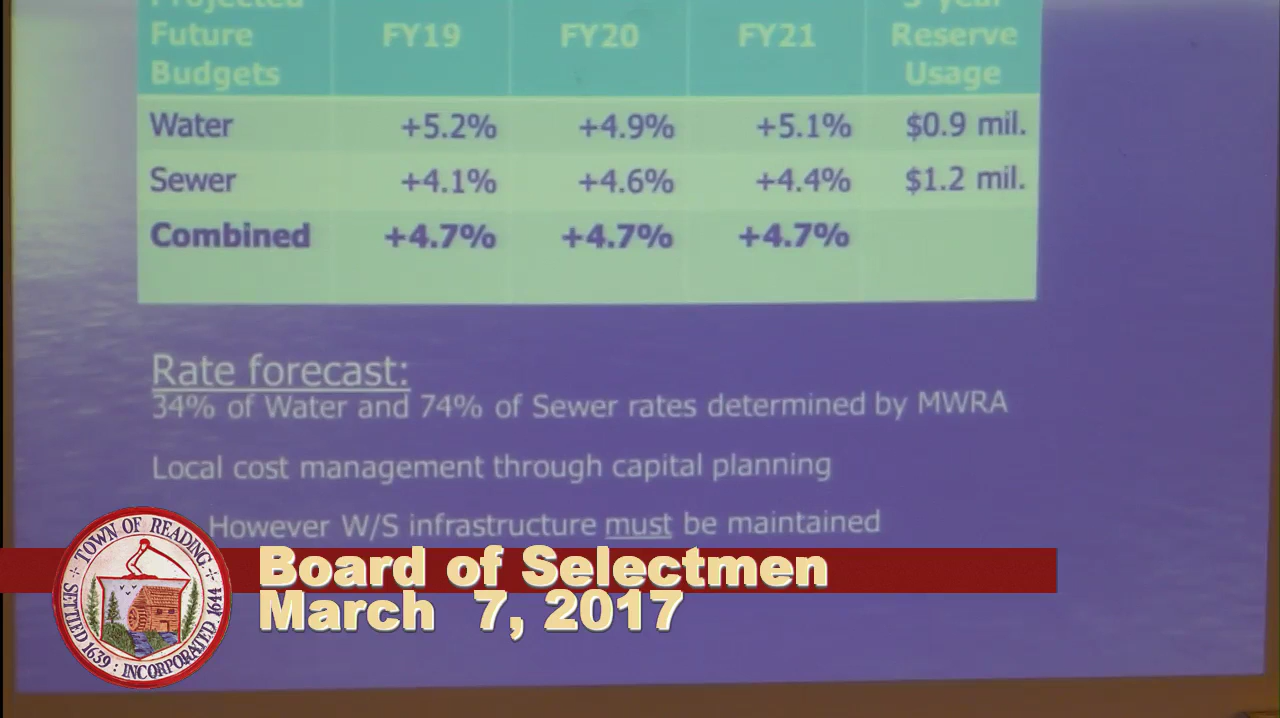 Projected
Future
Budgets
FY19
FY20
FY21
3-year
Reserve
Usage
Water +5.2% +4.9% +5.1% $0.9 mil.
Sewer +4.1% +4.6% +4.4% $1.2 mil.
Combined +4.7% +4.7% +4.7%
Rate forecast:
34% of Water and 74% of Sewer rates determined by MWRA
Local cost management through capital planning
However W/S infrastructure must be maintained
TOWN OF READING
SETTLED 1639 : INCORPORATED 1644
Board of Selectmen
March 7, 2017